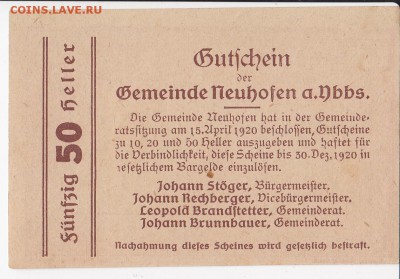 COINS.LAVE.RU
Fünfzig 50 Heller
Gutschein
der
Gemeinde Neuhofen a.Ybbs.
Die Gemeinde Neuhofen hat in der Gemeinde-
ratssitzung am 15. April 1920 beschlossen, Gutscheine
zu 10, 20 und 50 Heller auszugeben und haftet für
die Verbindlichkeit, diese Scheine bis 30. Dez. 1920 in
gesetzlichem Bargelde einzulösen.
Johann Stöger, Bürgermeister.
Johann Rechberger, Vicebürgermeister.
Leopold Brandstetter, Gemeinderat.
Johann Brunnbauer, Gemeinderat.
Nachahmung dieses Scheines wird gesetzlich bestraft.